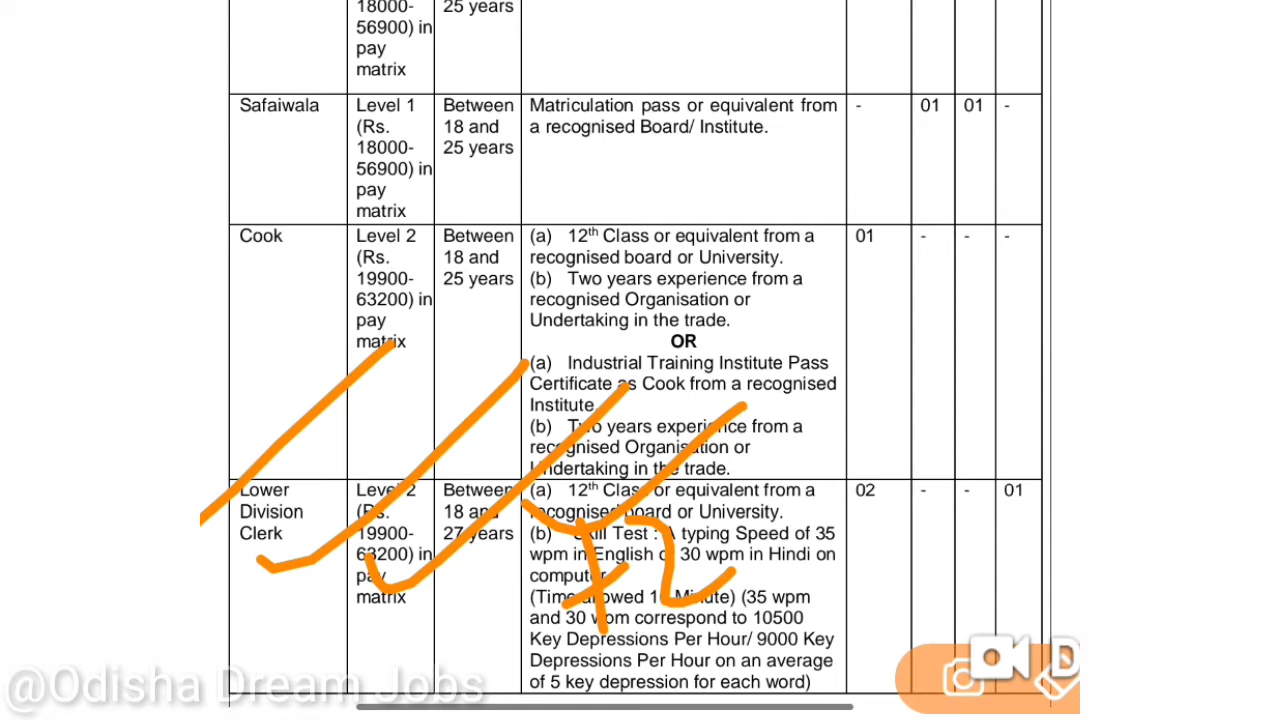 18000-
56900) in
pay
matrix
25 years
Safaiwala
Level 1
(Rs.
18000-
56900) in
pay
matrix
Between
18 and
25 years
Matriculation pass or equivalent from
a recognised Board/ Institute.
-
01
01
-
Cook
Level 2
(Rs.
19900-
63200) in
pay
matrix
Between
18 and
25 years
(a) 12th Class or equivalent from a
recognised board or University.
(b) Two years experience from a
recognised Organisation or
Undertaking in the trade.
OR
(a) Industrial Training Institute Pass
Certificate as Cook from a recognised
Institute.
(b) Two years experience from a
recognised Organisation or
Undertaking in the trade.
01
-
-
-
Lower
Division
Clerk
Level 2
(Rs.
19900-
63200) in
pay
matrix
Between
18 and
27 years
(a) 12th Class or equivalent from a
recognised board or University.
(b) Skill Test : A typing Speed of 35
wpm in English or 30 wpm in Hindi on
computer
(Time allowed Minute) (35 wpm
and 30 wpm correspond to 10500
Key Depressions Per Hour/ 9000 Key
Depressions Per Hour on an average
of 5 key depression for each word)
02
-
-
01
@Odisha Dream Jobs